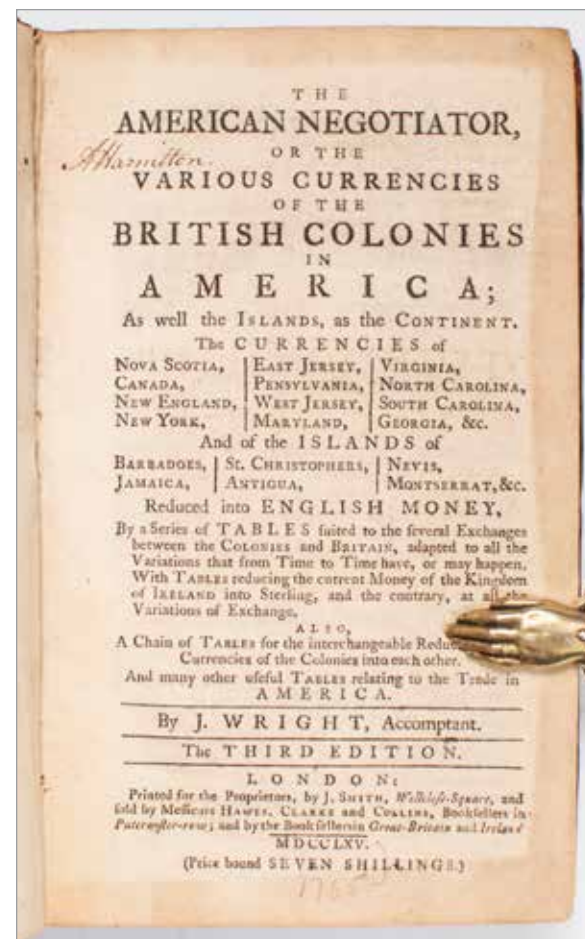 THE
AMERICAN NEGOTIATOR,
A Hamilton.
OR THE
VARIOUS CURRENCIES
OF THE
BRITISH COLONIES
IN
AMERICA;
As well the ISLANDS, as the CONTINENT.
The CURRENCIES of
NOVA SCOTIA, EAST JERSEY, VIRGINIA,
CANADA, PENSYLVANIA, NORTH CAROLINA,
NEW ENGLAND, WEST JERSEY, SOUTH CAROLINA,
NEW YORK, MARYLAND, GEORGIA, &c.
And of the ISLANDS of
BARBADOES, ST. CHRISTOPHERS, NEVIS,
JAMAICA, ANTIGUA, MONTSERRAT, &c.
Reduced into ENGLISH MONEY,
By a Series of TABLES suited to the several Exchanges
between the COLONIES and BRITAIN, adapted to all the
Variations that from Time to Time have, or may happen.
With TABLES reducing the current Money of the Kingdom
of IRELAND into Sterling, and the contrary, at all the
Variations of Exchange.
ALSO,
A Chain of TABLES for the interchangeable
Currencies of the Colonies into each other.
And many other useful TABLES relating to the Trade in
AMERICA.
By J. WRIGHT, Accomptant.
The THIRD EDITION.
LONDON:
Printed for the Proprietors, by J. SMITH, Wellclose-Square, and
sold by Messieurs HAWES, CLARKE and COLLINS, Booksellers in
Paternoster-row; and by the Booksellers in Great-Britain and Ireland
MDCCLXV.
(Price bound SEVEN SHILLINGS.)